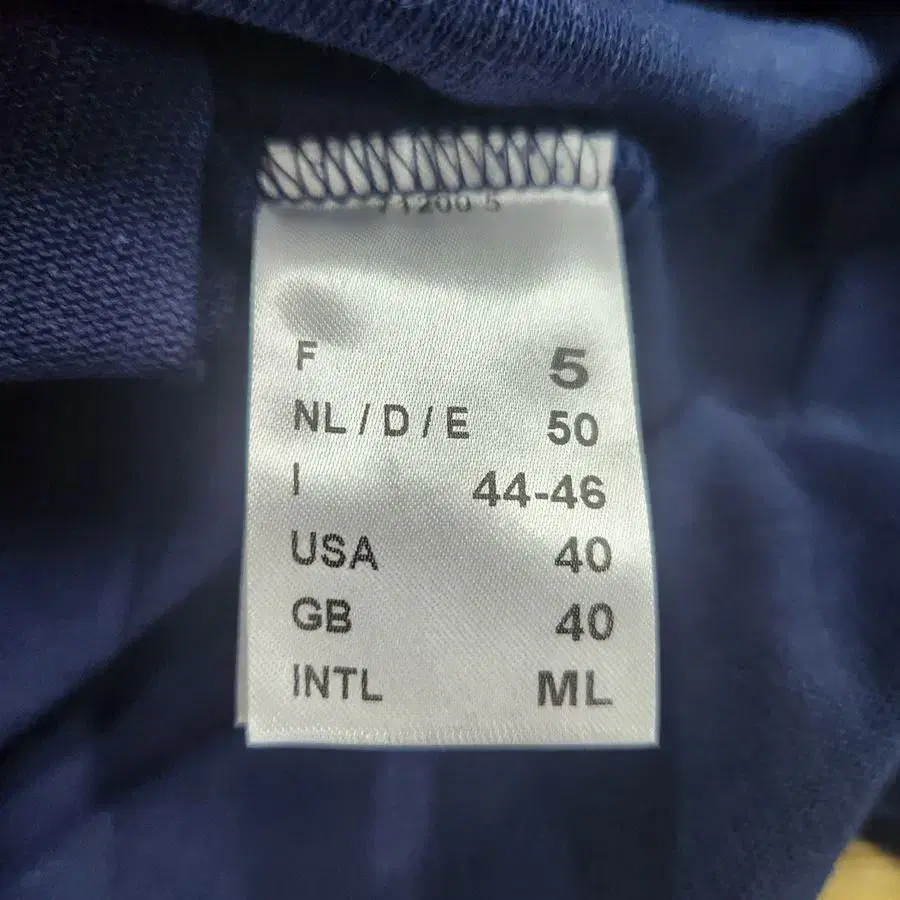 F 5
NL / D / E 50
I 44-46
USA 40
GB 40
INTL ML